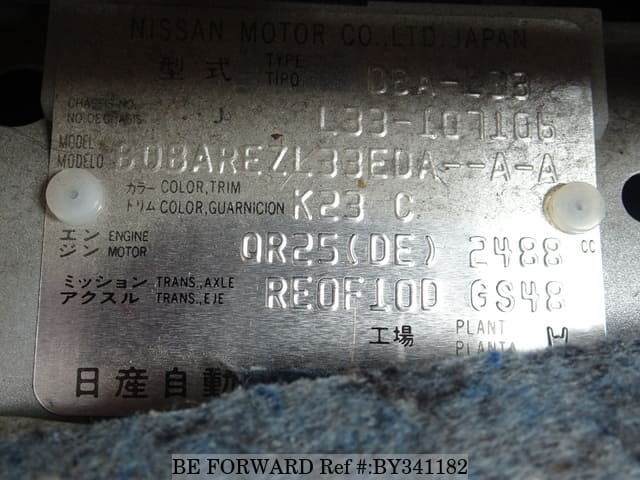 NISSAN MOTOR CO.,LTD.JAPAN
型式 TYPE TIPO DBA-L33
CHASSIS-NO. NO.DE CHASIS J L33-107106
MODEL MODELO BDBAREZL33EDA--A-A
カラー COLOR,TRIM
トリム COLOR,GUARNICION K23 C
エンジン ENGINE MOTOR QR25(DE) 2488 cc
ミッション TRANS.,AXLE
アクスル TRANS.,EJE RE0F10D GS48
工場 PLANT PLANTA
日産自動
BE FORWARD Ref #:BY341182